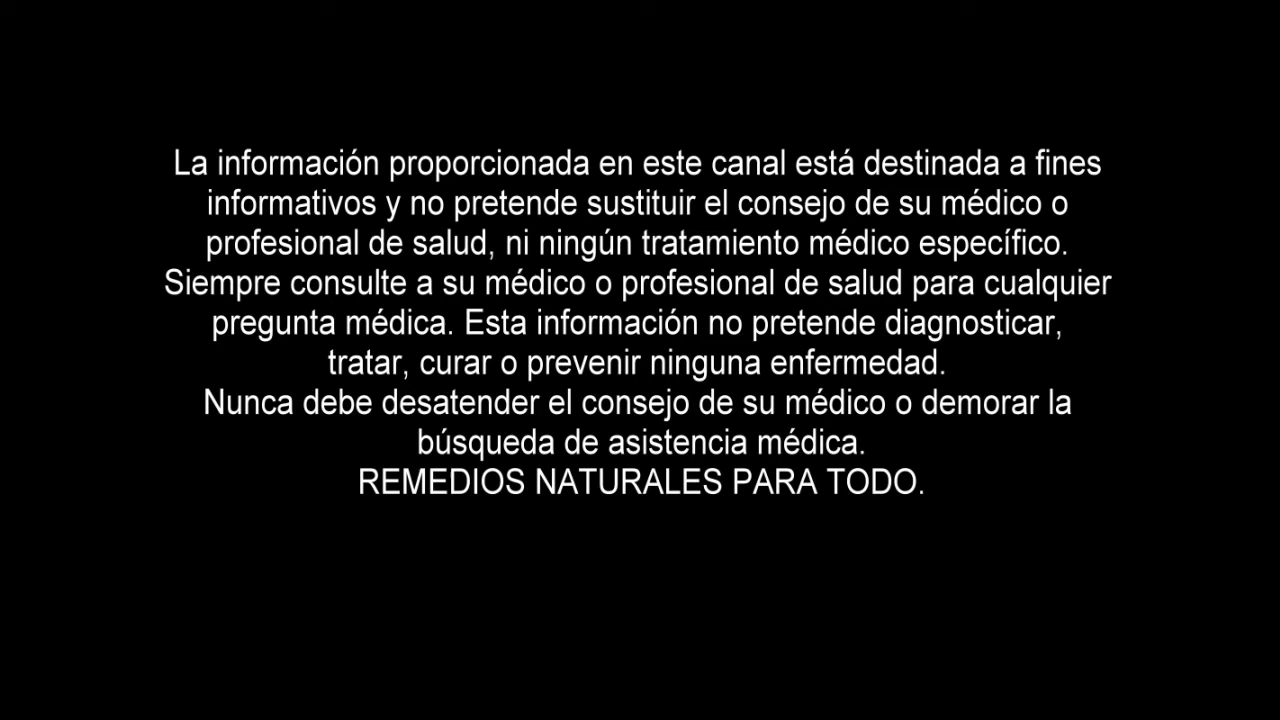 La información proporcionada en este canal está destinada a fines
informativos y no pretende sustituir el consejo de su médico o
profesional de salud, ni ningún tratamiento médico específico.
Siempre consulte a su médico o profesional de salud para cualquier
pregunta médica. Esta información no pretende diagnosticar,
tratar, curar o prevenir ninguna enfermedad.
Nunca debe desatender el consejo de su médico o demorar la
búsqueda de asistencia médica.
REMEDIOS NATURALES PARA TODO.